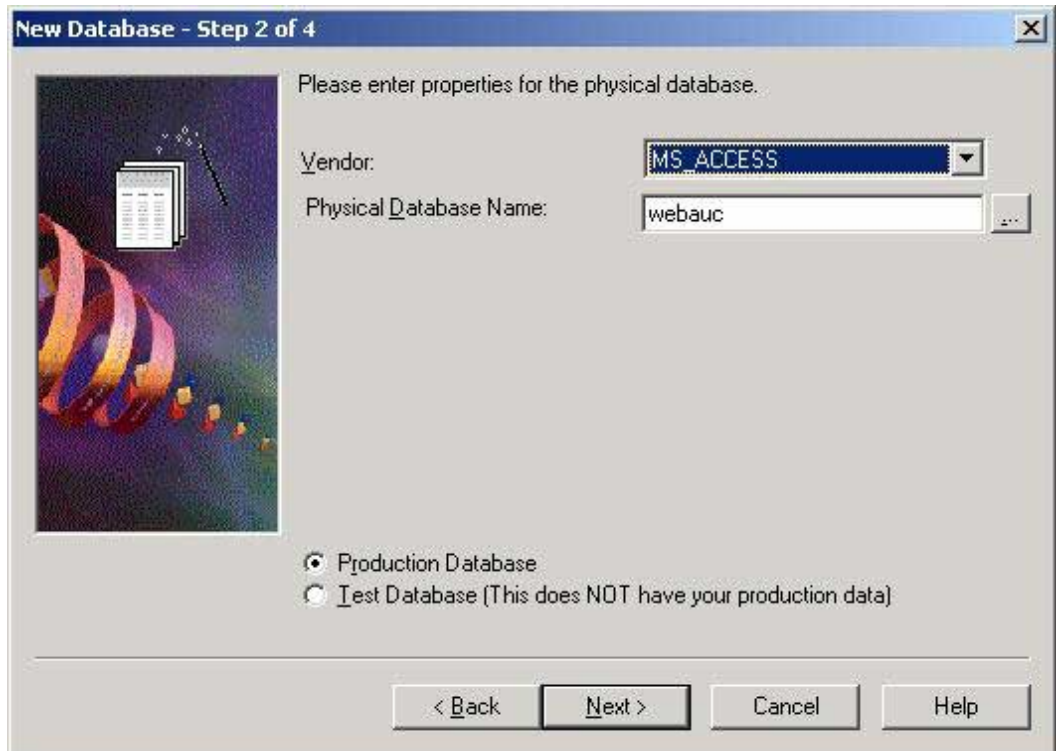 New Database - Step 2 of 4
Please enter properties for the physical database.
Vendor: MS_ACCESS
Physical Database Name: webauc ...
Production Database
Test Database (This does NOT have your production data)
< Back Next > Cancel Help